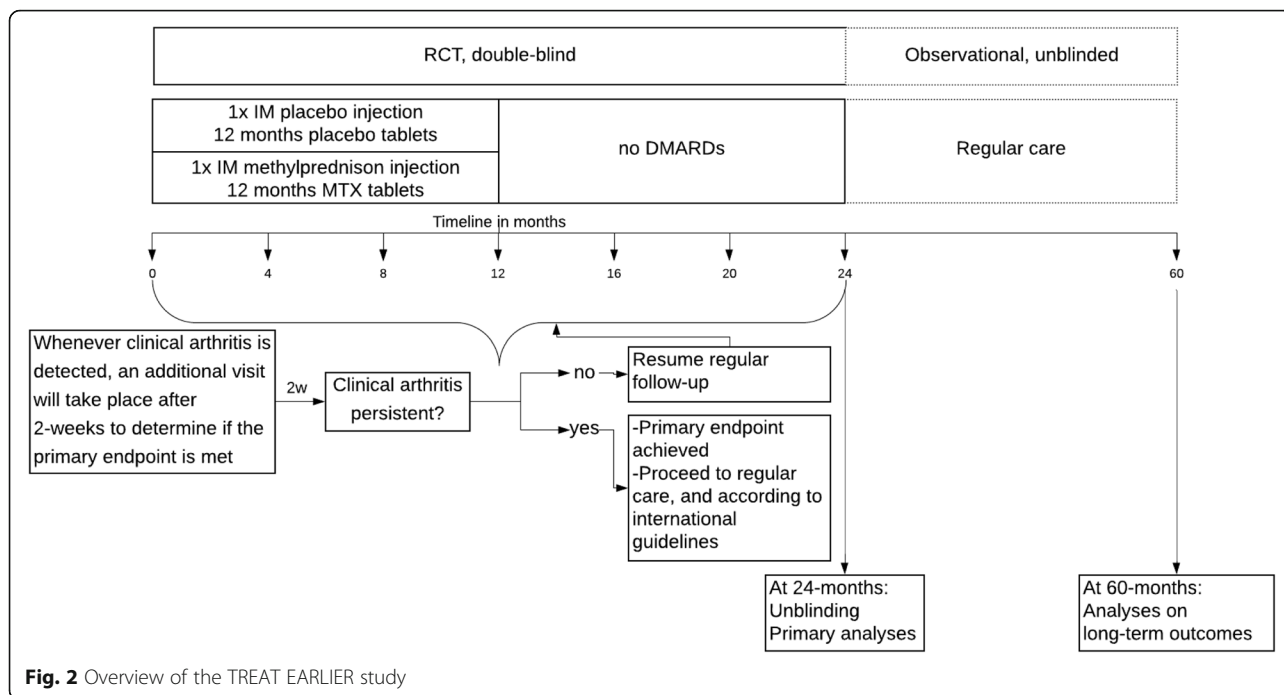 RCT, double-blind
Observational, unblinded
1x IM placebo injection
12 months placebo tablets
1x IM methylprednison injection
12 months MTX tablets
no DMARDs
Regular care
Timeline in months
0
4
8
12
16
20
24
60
Whenever clinical arthritis is
detected, an additional visit
will take place after
2-weeks to determine if the
primary endpoint is met
2w
Clinical arthritis
persistent?
no
Resume regular
follow-up
yes
-Primary endpoint
achieved
-Proceed to regular
care, and according to
international
guidelines
At 24-months:
Unblinding
Primary analyses
At 60-months:
Analyses on
long-term outcomes
Fig. 2 Overview of the TREAT EARLIER study